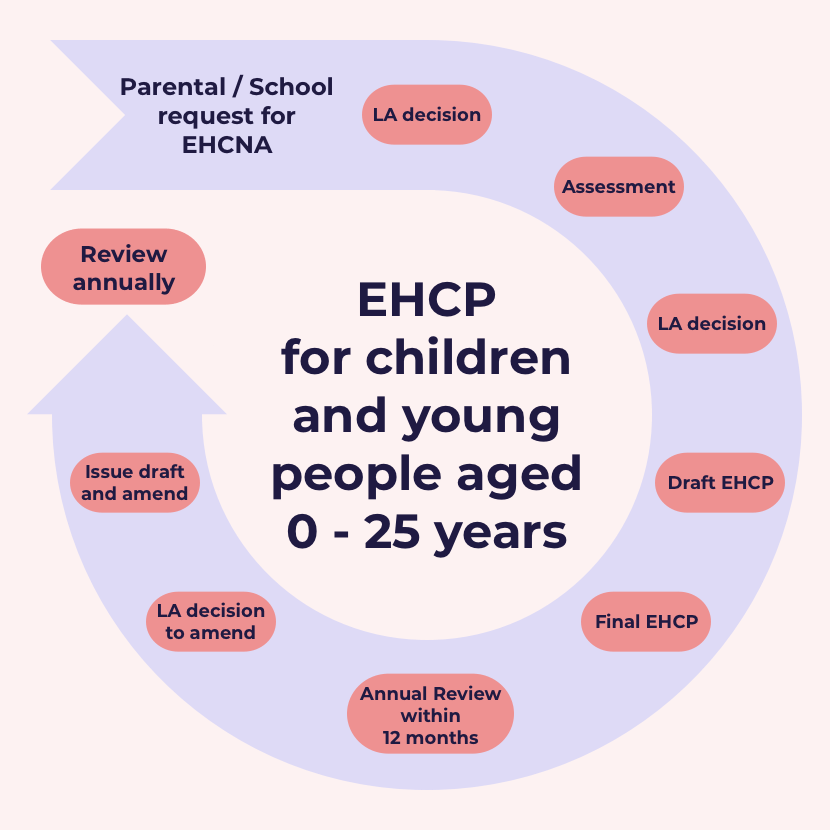 Parental / School
request for
EHCNA
LA decision
Assessment
LA decision
Draft EHCP
Final EHCP
Annual Review
within
12 months
LA decision
to amend
Issue draft
and amend
Review
annually
EHCP
for children
and young
people aged
0 - 25 years